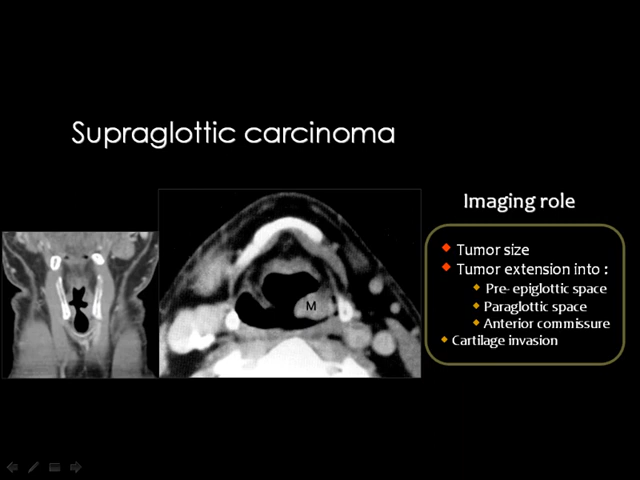 Supraglottic carcinoma
Imaging role
Tumor size
Tumor extension into :
Pre- epiglottic space
Paraglottic space
Anterior commissure
Cartilage invasion
M